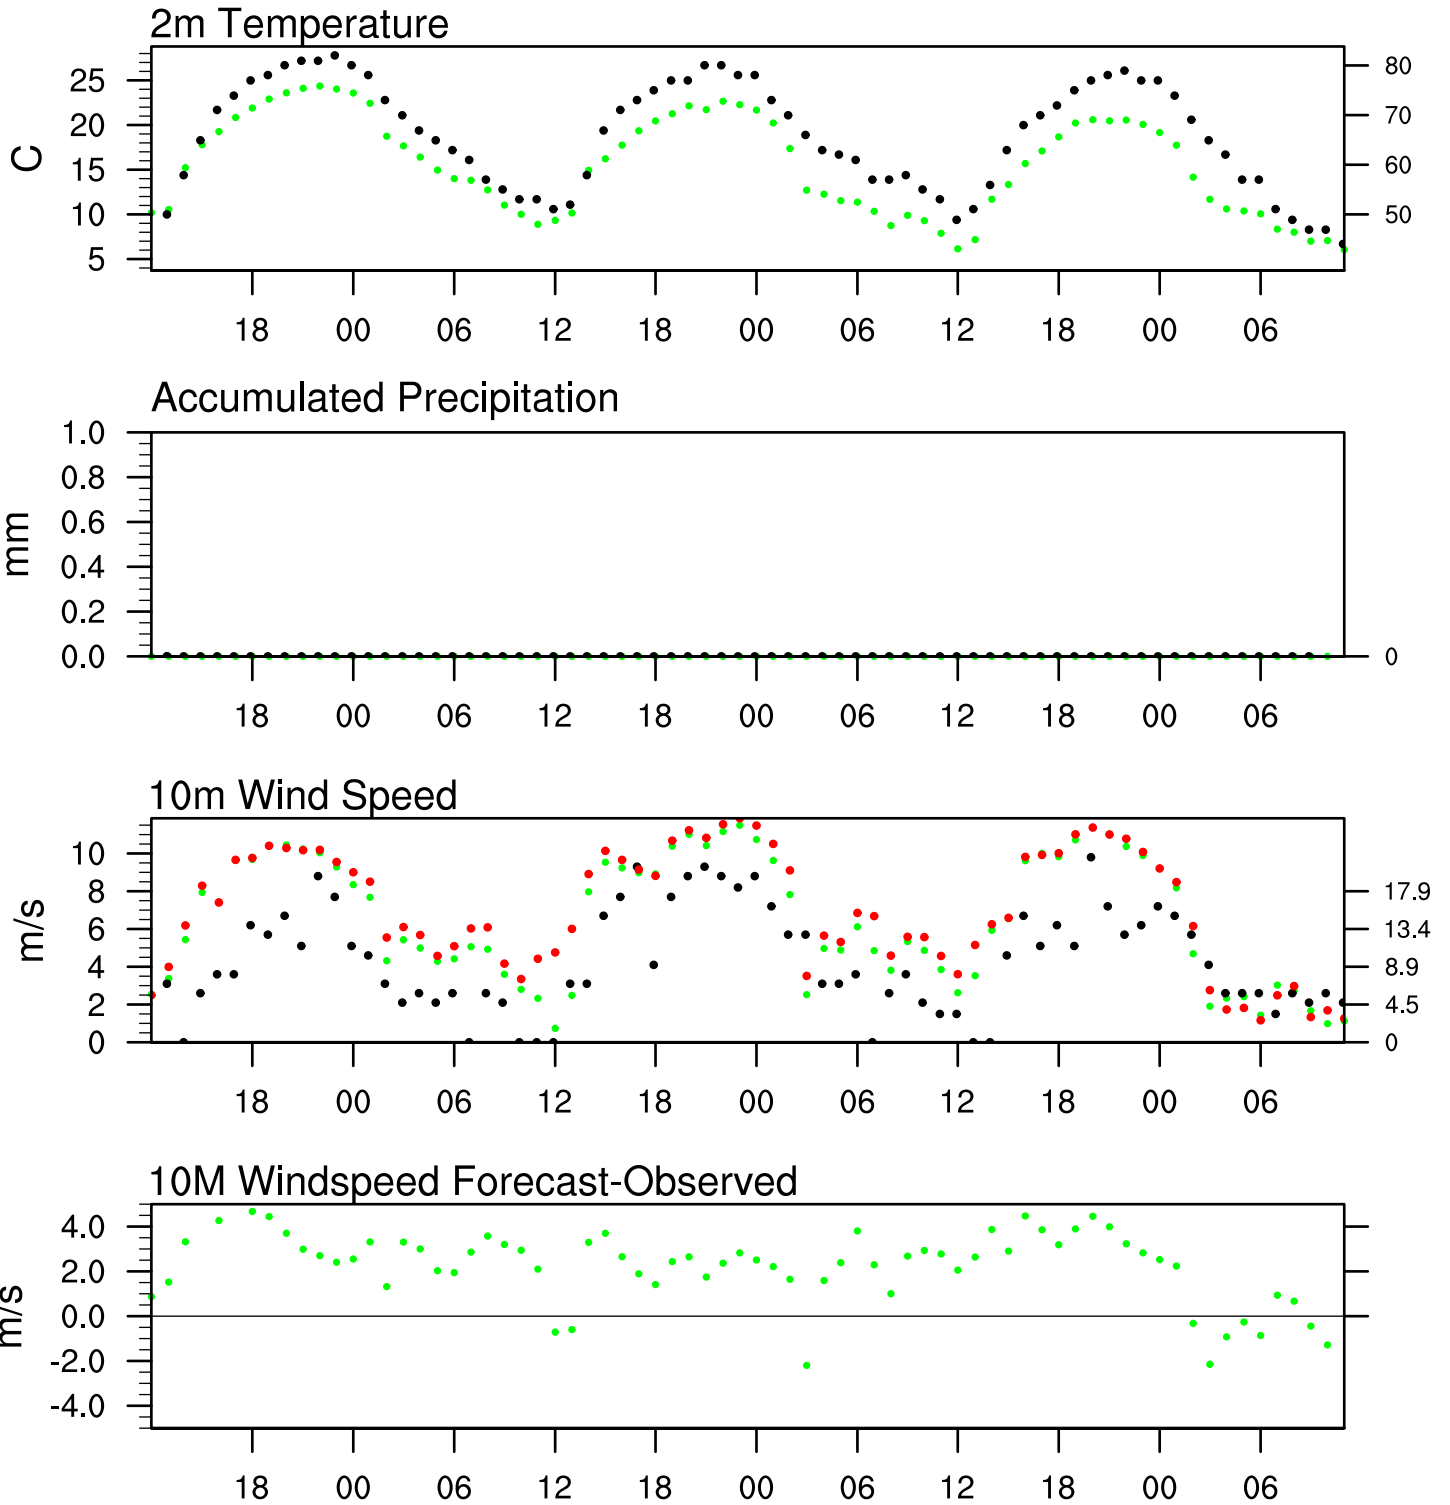 2m Temperature
25
20
15
10
5
C
80
70
60
50
18 00 06 12 18 00 06 12 18 00 06
Accumulated Precipitation
1.0
0.8
0.6
0.4
0.2
0.0
mm
0
18 00 06 12 18 00 06 12 18 00 06
10m Wind Speed
10
8
6
4
2
0
m/s
17.9
13.4
8.9
4.5
0
18 00 06 12 18 00 06 12 18 00 06
10M Windspeed Forecast-Observed
4.0
2.0
0.0
-2.0
-4.0
m/s
18 00 06 12 18 00 06 12 18 00 06